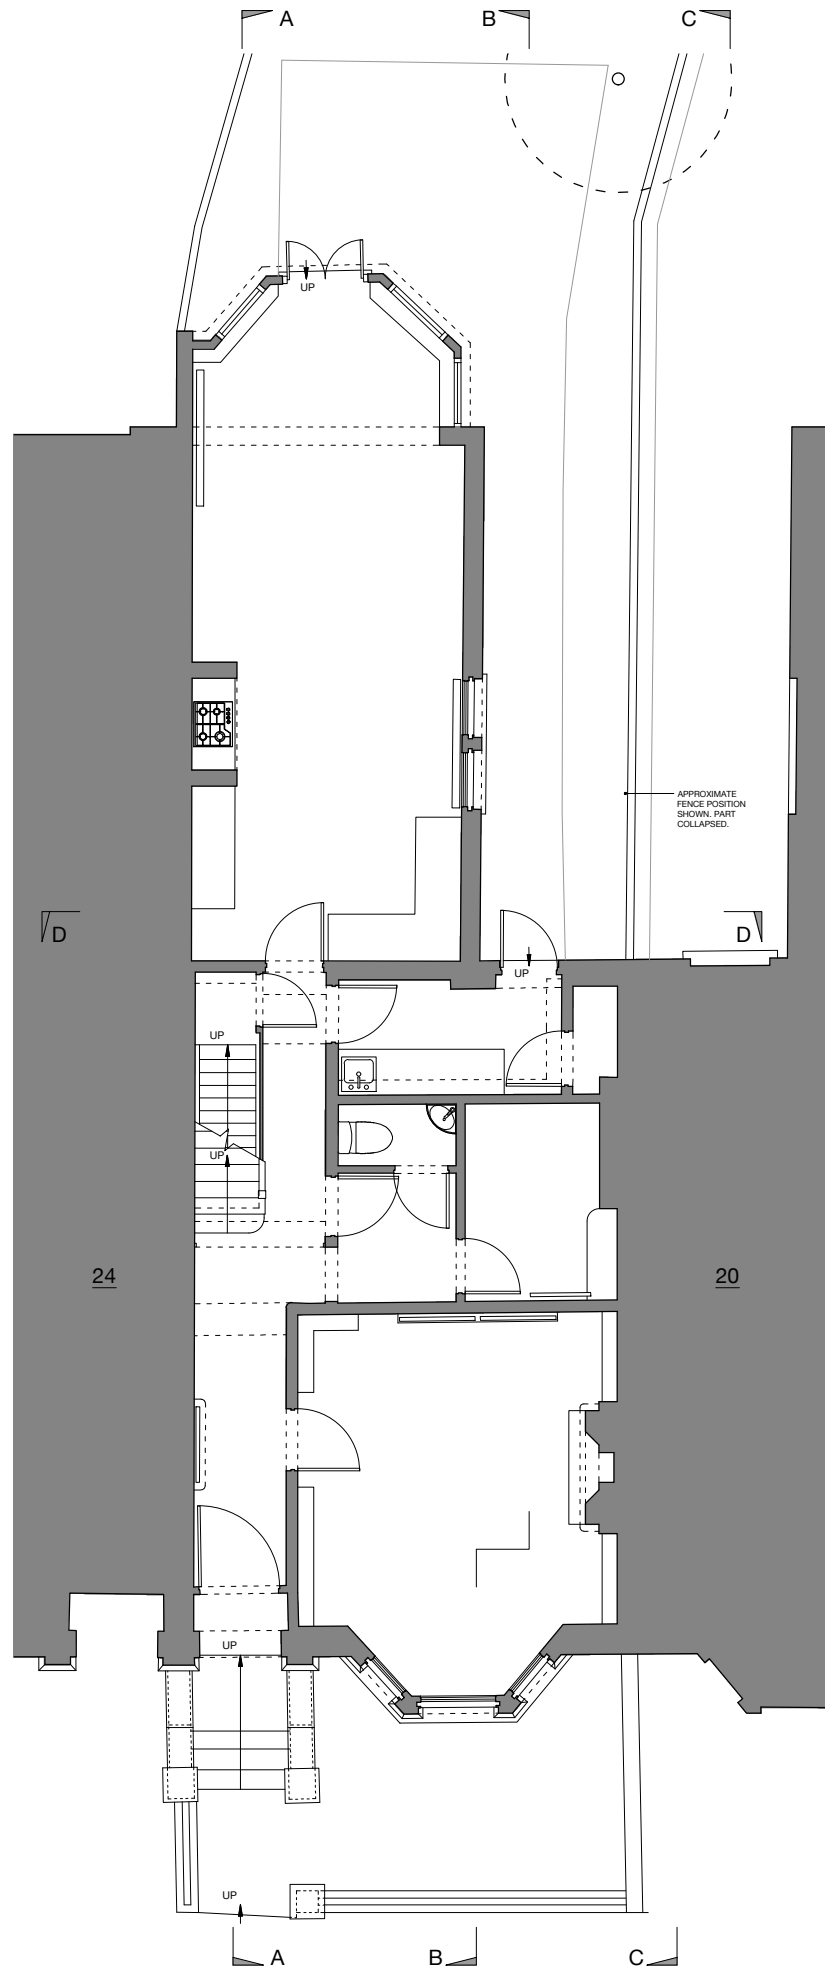 A
B
C
UP
APPROXIMATE
FENCE POSITION
SHOWN. PART
COLLAPSED.
D
D
UP
UP
UP
24
20
UP
UP
A
B
C